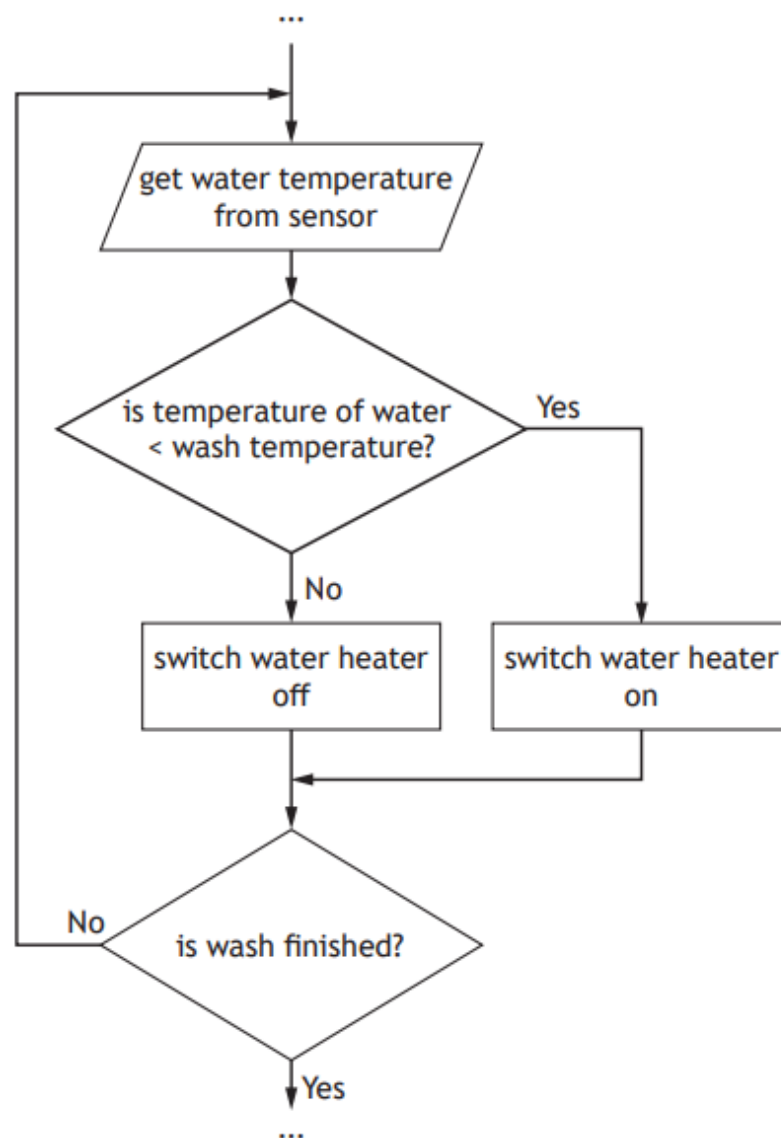 ...
get water temperature
from sensor
is temperature of water
< wash temperature?
Yes
No
switch water heater
off
switch water heater
on
No
is wash finished?
Yes
...